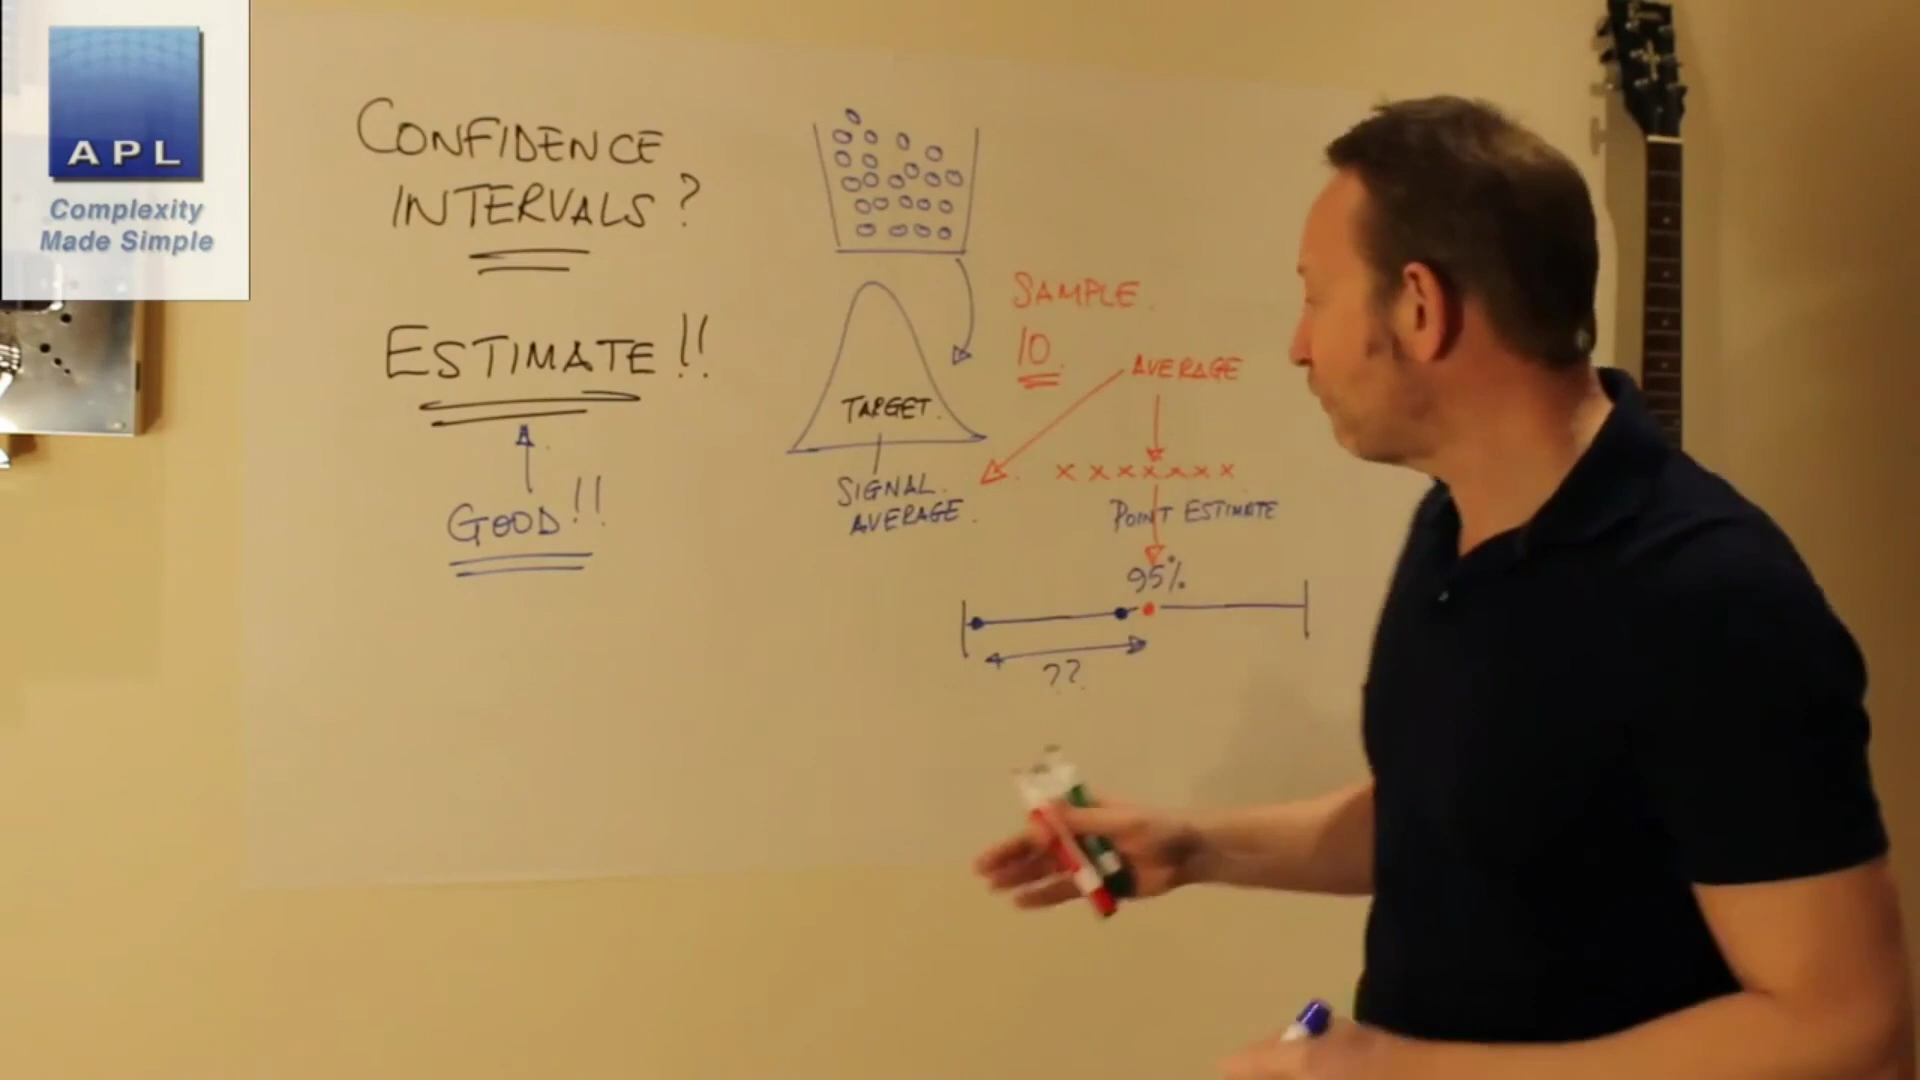 APL
Complexity
Made Simple
CONFIDENCE
INTERVALS?
ESTIMATE!!
GOOD!!
TARGET.
SIGNAL
AVERAGE.
SAMPLE.
10
AVERAGE
x x x x x x x
POINT ESTIMATE
95%
??